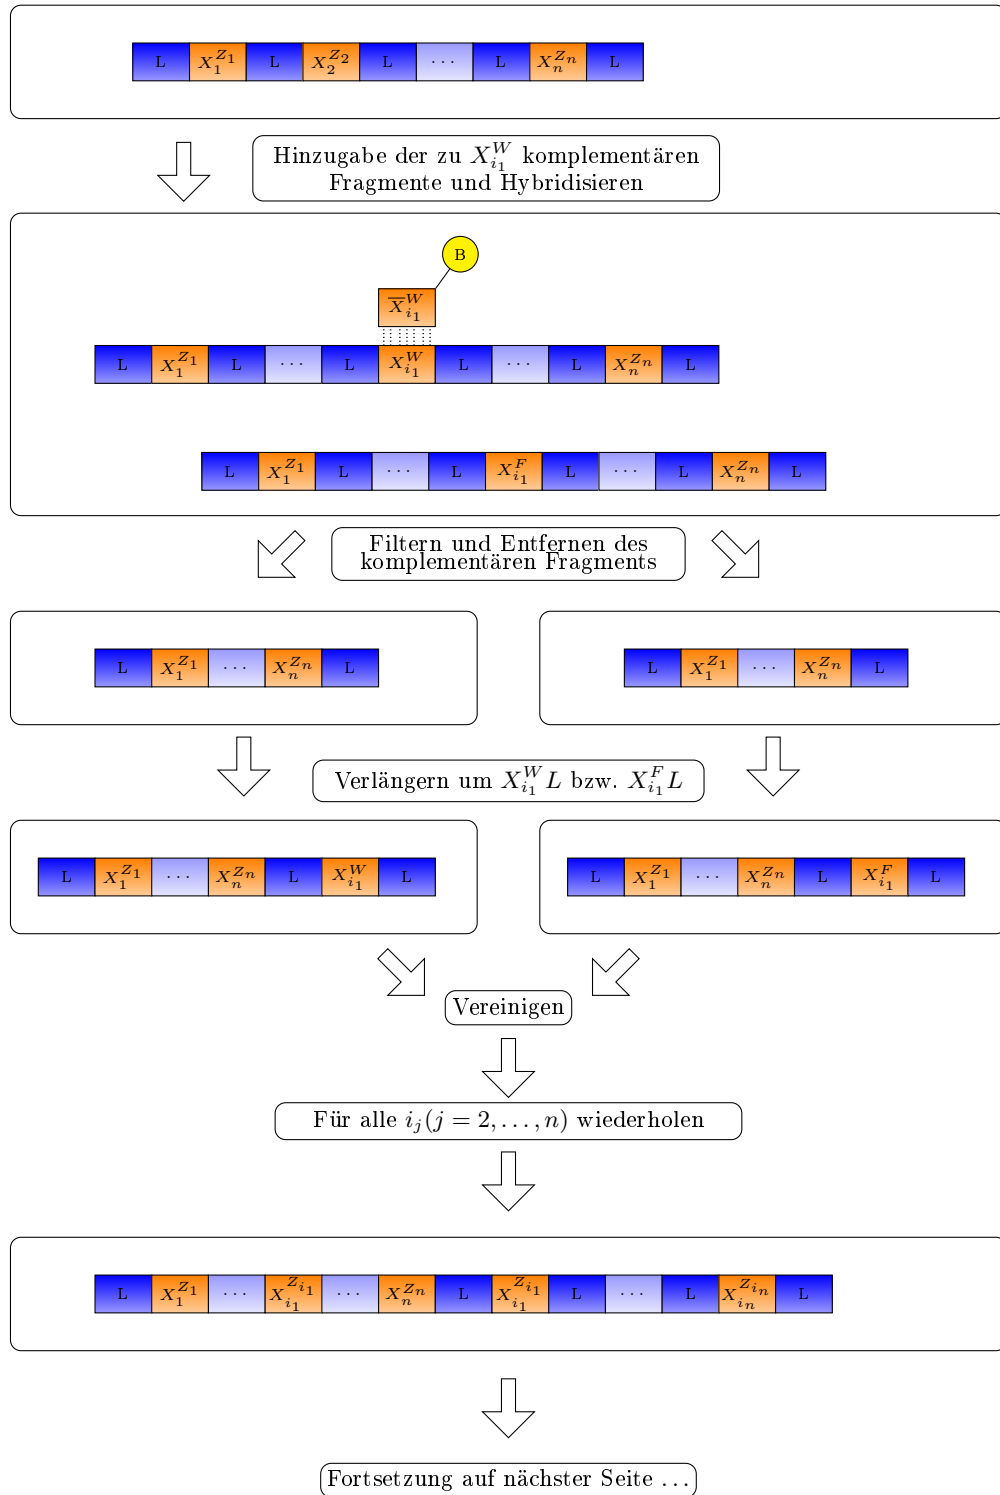 L $X_1^{Z_1}$ L $X_2^{Z_2}$ L ... L $X_n^{Z_n}$ L
Hinzugabe der zu $X_{i_1}^W$ komplementären
Fragmente und Hybridisieren
B
$\overline{X}_{i_1}^W$
L $X_1^{Z_1}$ L ... L $X_{i_1}^W$ L ... L $X_n^{Z_n}$ L
L $X_1^{Z_1}$ L ... L $X_{i_1}^F$ L ... L $X_n^{Z_n}$ L
Filtern und Entfernen des
komplementären Fragments
L $X_1^{Z_1}$ ... $X_n^{Z_n}$ L
L $X_1^{Z_1}$ ... $X_n^{Z_n}$ L
Verlängern um $X_{i_1}^W L$ bzw. $X_{i_1}^F L$
L $X_1^{Z_1}$ ... $X_n^{Z_n}$ L $X_{i_1}^W$ L
L $X_1^{Z_1}$ ... $X_n^{Z_n}$ L $X_{i_1}^F$ L
Vereinigen
Für alle $i_j (j = 2, \ldots, n)$ wiederholen
L $X_1^{Z_1}$ ... $X_{i_1}^{Z_{i_1}}$ ... $X_n^{Z_n}$ L $X_{i_1}^{Z_{i_1}}$ L ... L $X_{i_n}^{Z_{i_n}}$ L
Fortsetzung auf nächster Seite ...